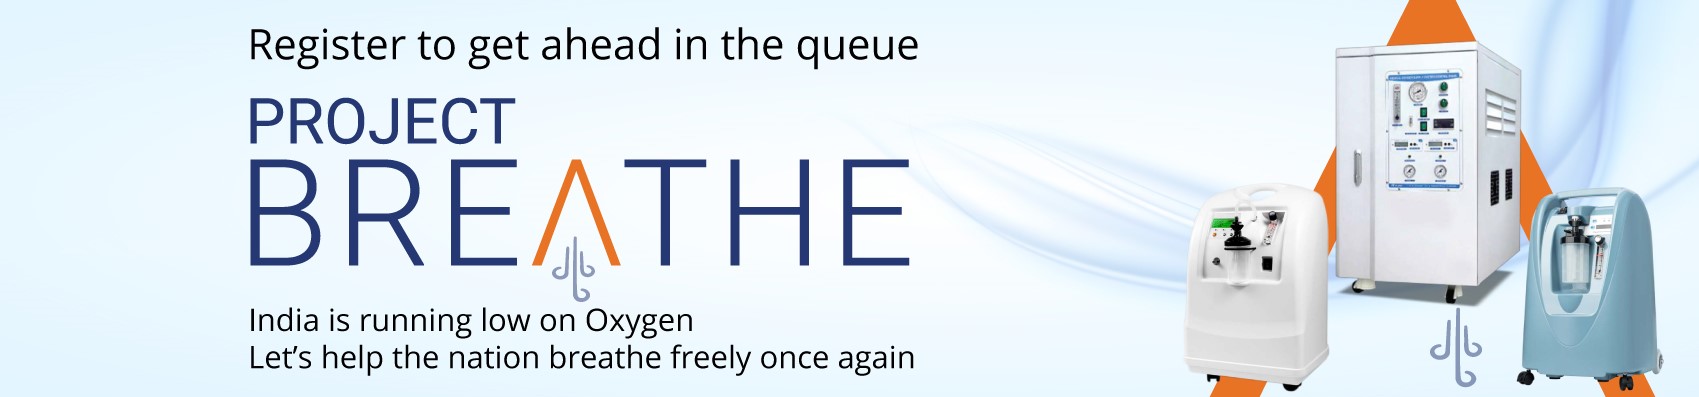 Register to get ahead in the queue
PROJECT
BREATHE
India is running low on Oxygen
Let’s help the nation breathe freely once again